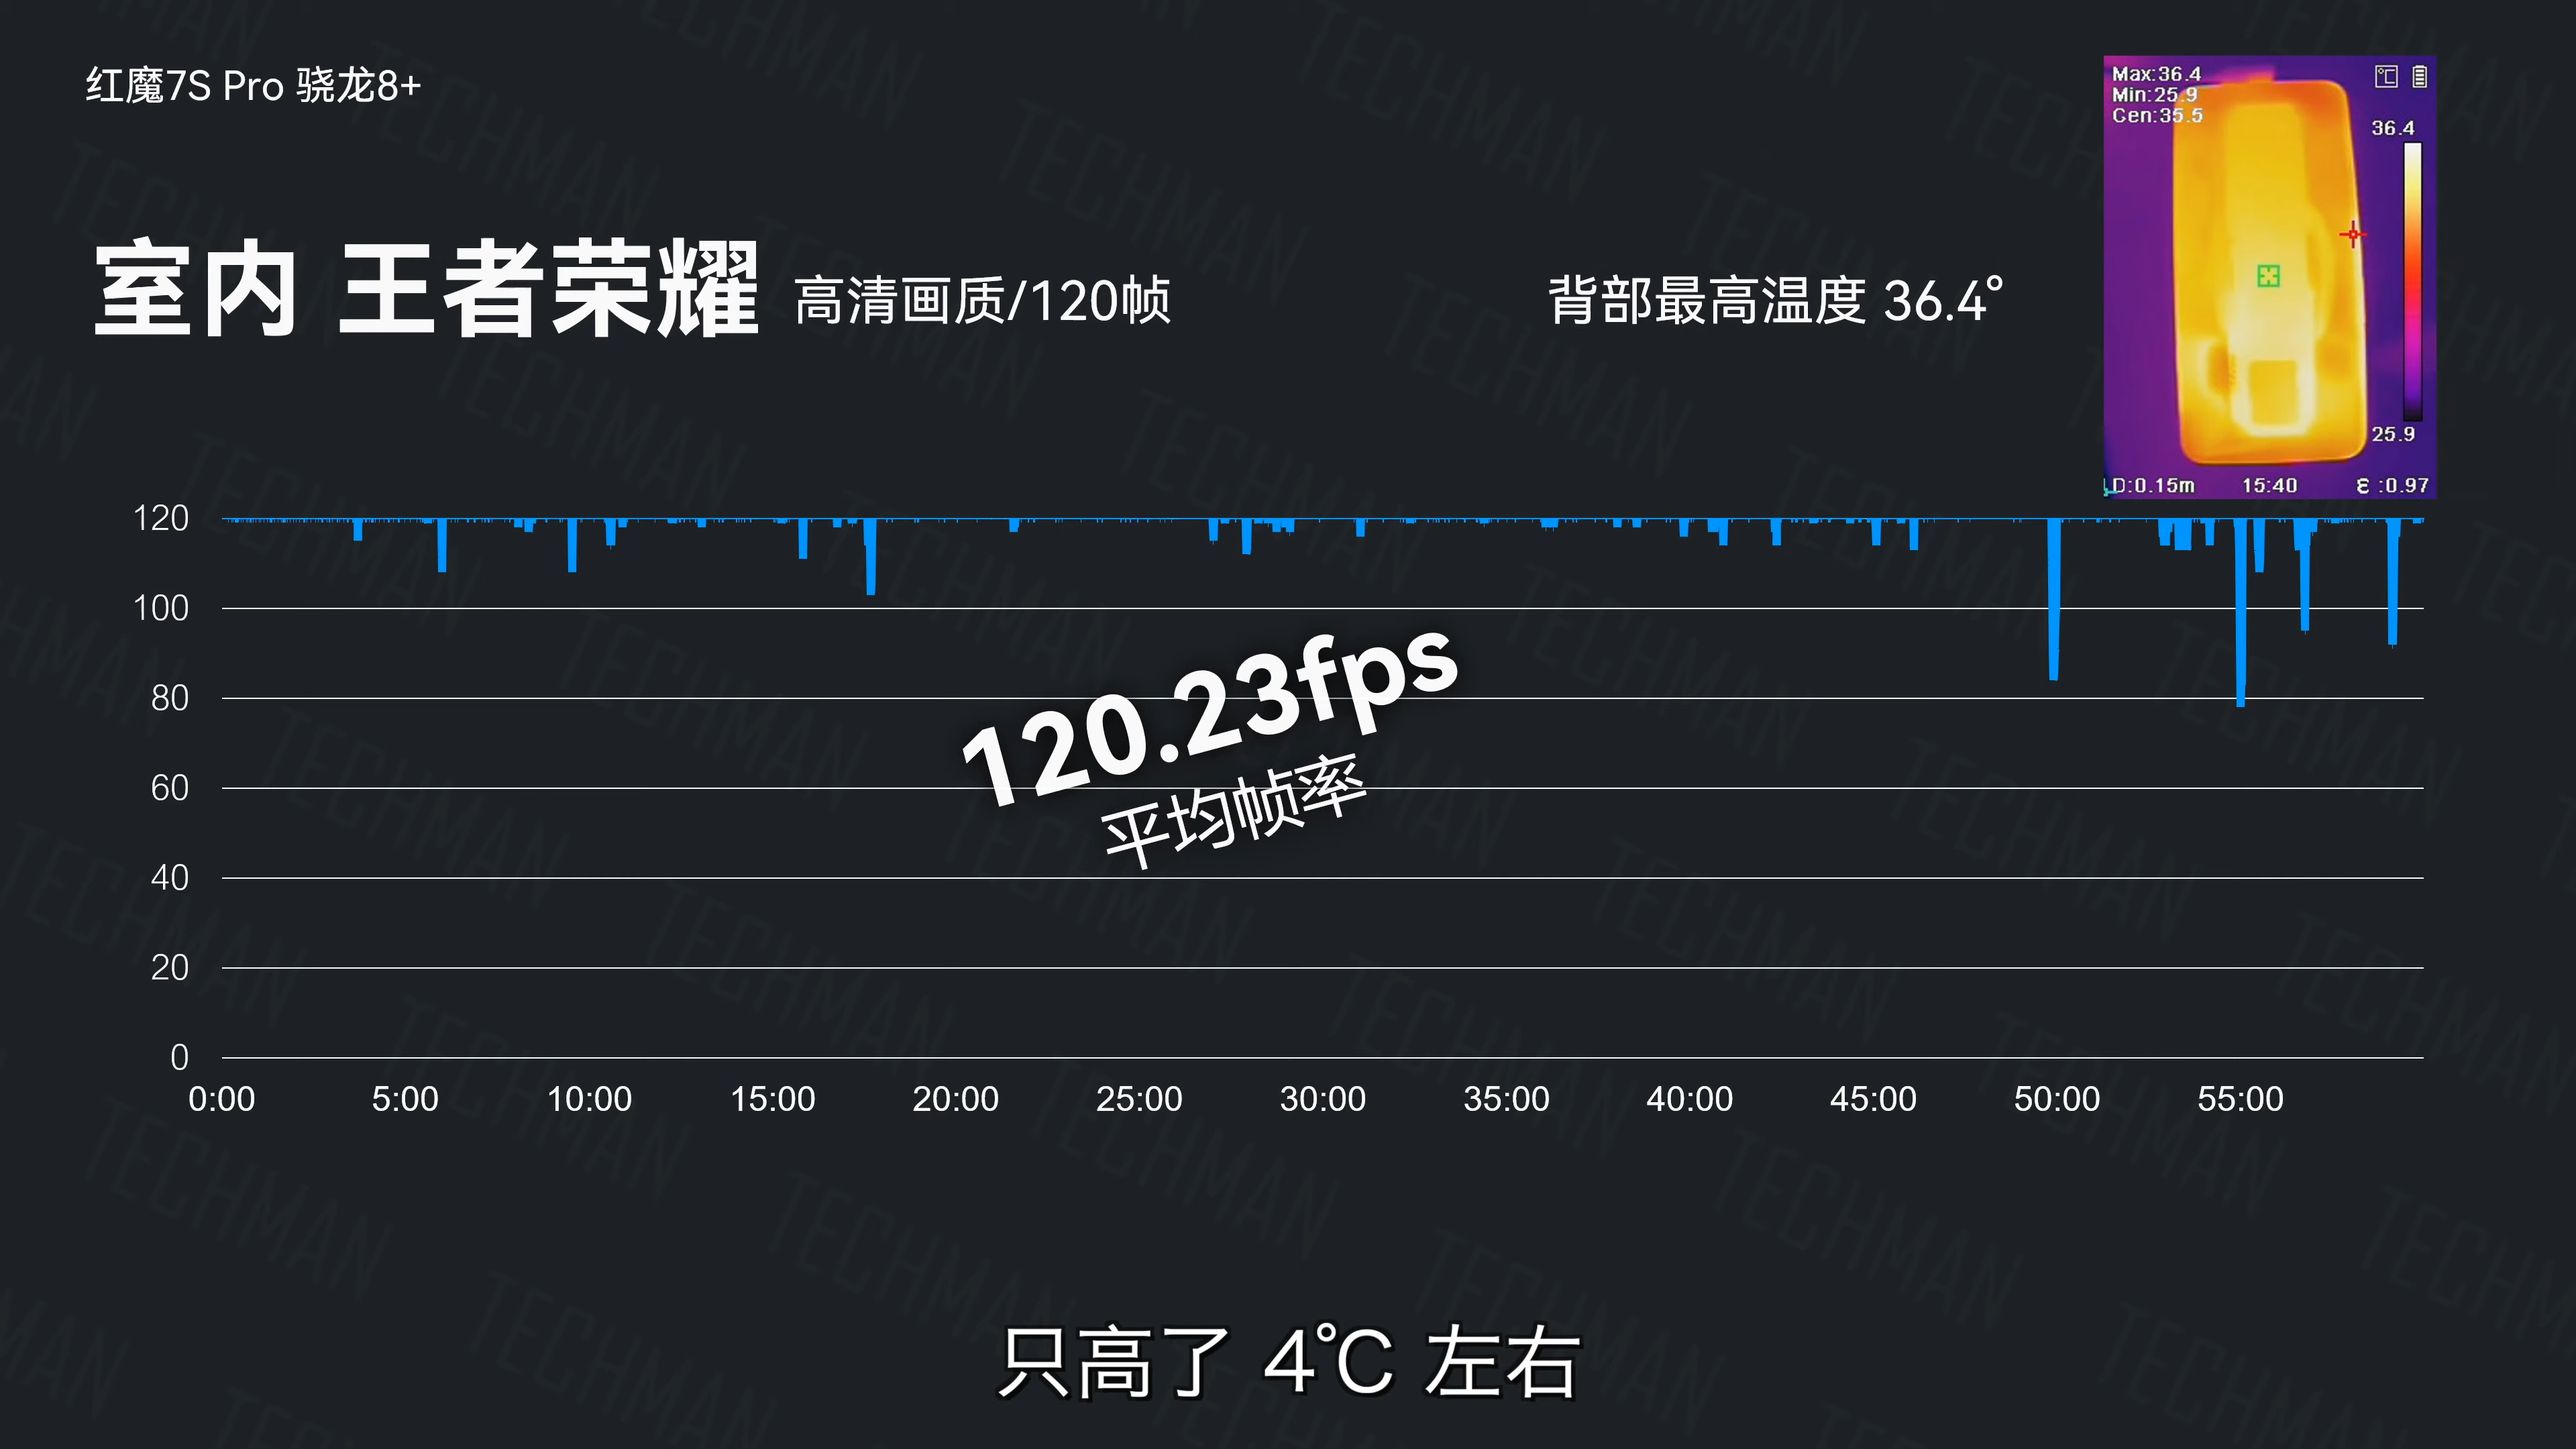 红魔7S Pro 骁龙8+
Max:36.4
Min:25.9
Cen:35.5
℃
36.4
25.9
D:0.15m 15:40 ε:0.97
室内 王者荣耀 高清画质/120帧
背部最高温度 36.4°
120
100
80
60
40
20
0
120.23fps
平均帧率
0:00 5:00 10:00 15:00 20:00 25:00 30:00 35:00 40:00 45:00 50:00 55:00
只高了 4℃ 左右
TECHMAN